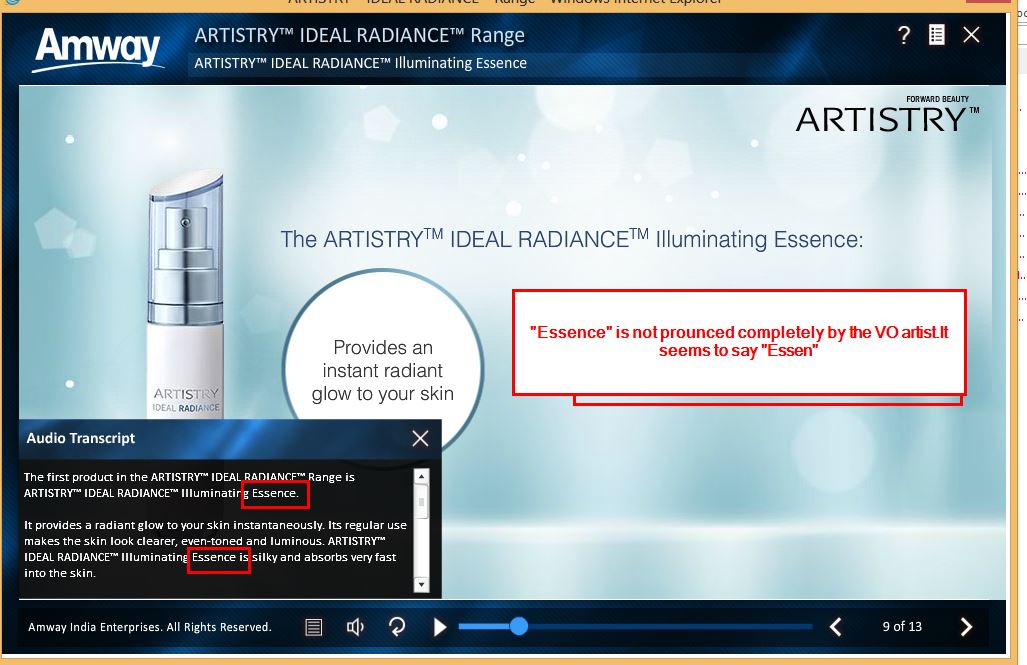 ARTISTRY™ IDEAL RADIANCE™ Range - Windows Internet Explorer
Amway
ARTISTRY™ IDEAL RADIANCE™ Range
ARTISTRY™ IDEAL RADIANCE™ Illuminating Essence
?
FORWARD BEAUTY
ARTISTRY™
The ARTISTRY™ IDEAL RADIANCE™ Illuminating Essence:
Provides an
instant radiant
glow to your skin
"Essence" is not prounced completely by the VO artist.It
seems to say "Essen"
ARTISTRY
IDEAL RADIANCE
Audio Transcript
The first product in the ARTISTRY™ IDEAL RADIANCE™ Range is
ARTISTRY™ IDEAL RADIANCE™ Illuminating Essence.
It provides a radiant glow to your skin instantaneously. Its regular use
makes the skin look clearer, even-toned and luminous. ARTISTRY™
IDEAL RADIANCE™ Illuminating Essence is silky and absorbs very fast
into the skin.
Amway India Enterprises. All Rights Reserved.
9 of 13